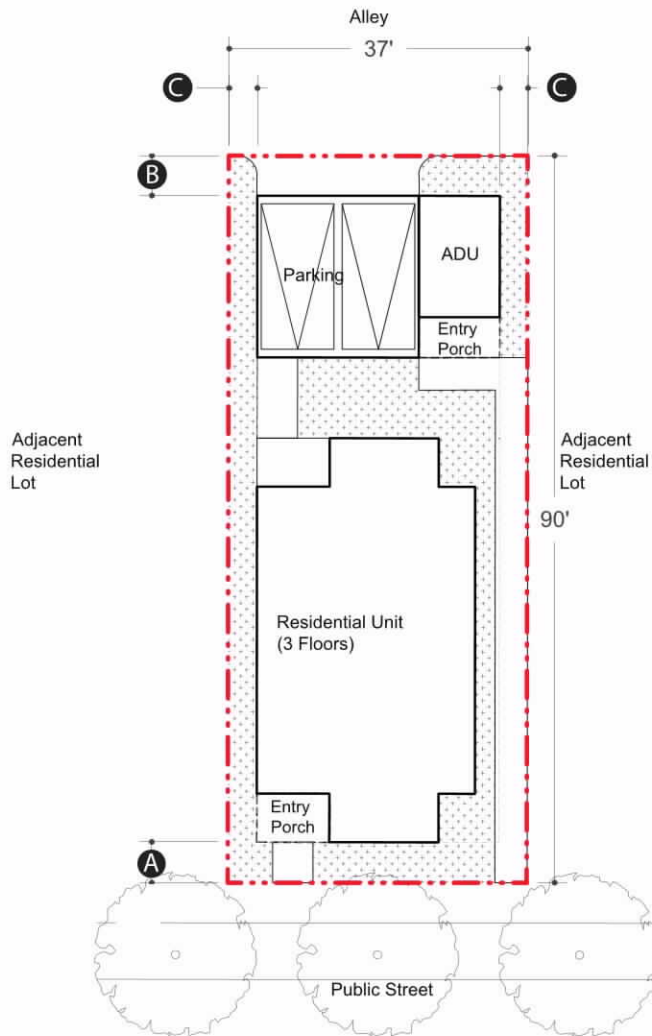 Alley
37'
C
C
B
Parking
ADU
Entry
Porch
Adjacent
Residential
Lot
Adjacent
Residential
Lot
90'
Residential Unit
(3 Floors)
Entry
Porch
A
Public Street